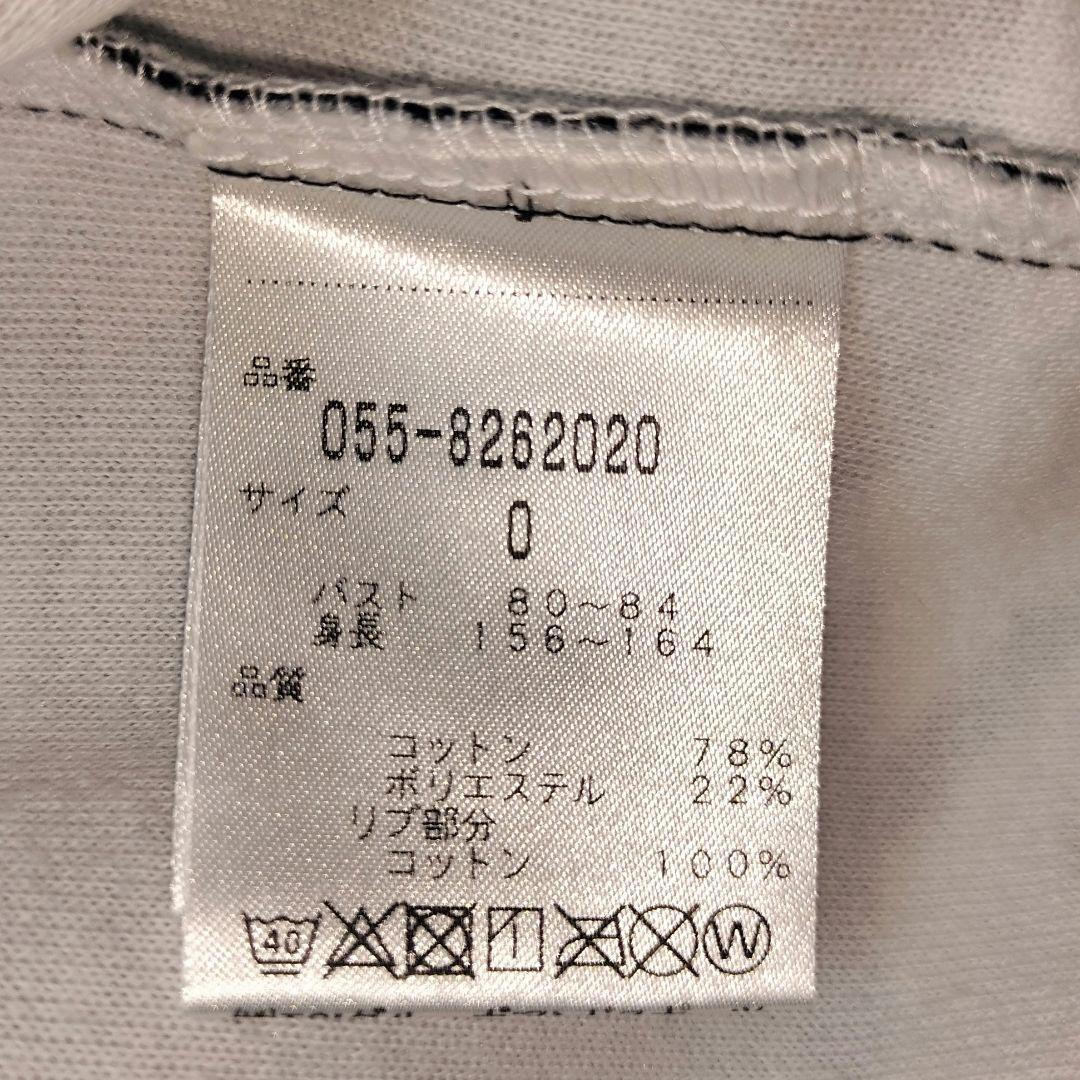 品番
055-8262020
サイズ
0
バスト 80～84
身長 156～164
品質
コットン 78%
ポリエステル 22%
リブ部分
コットン 100%
40
W